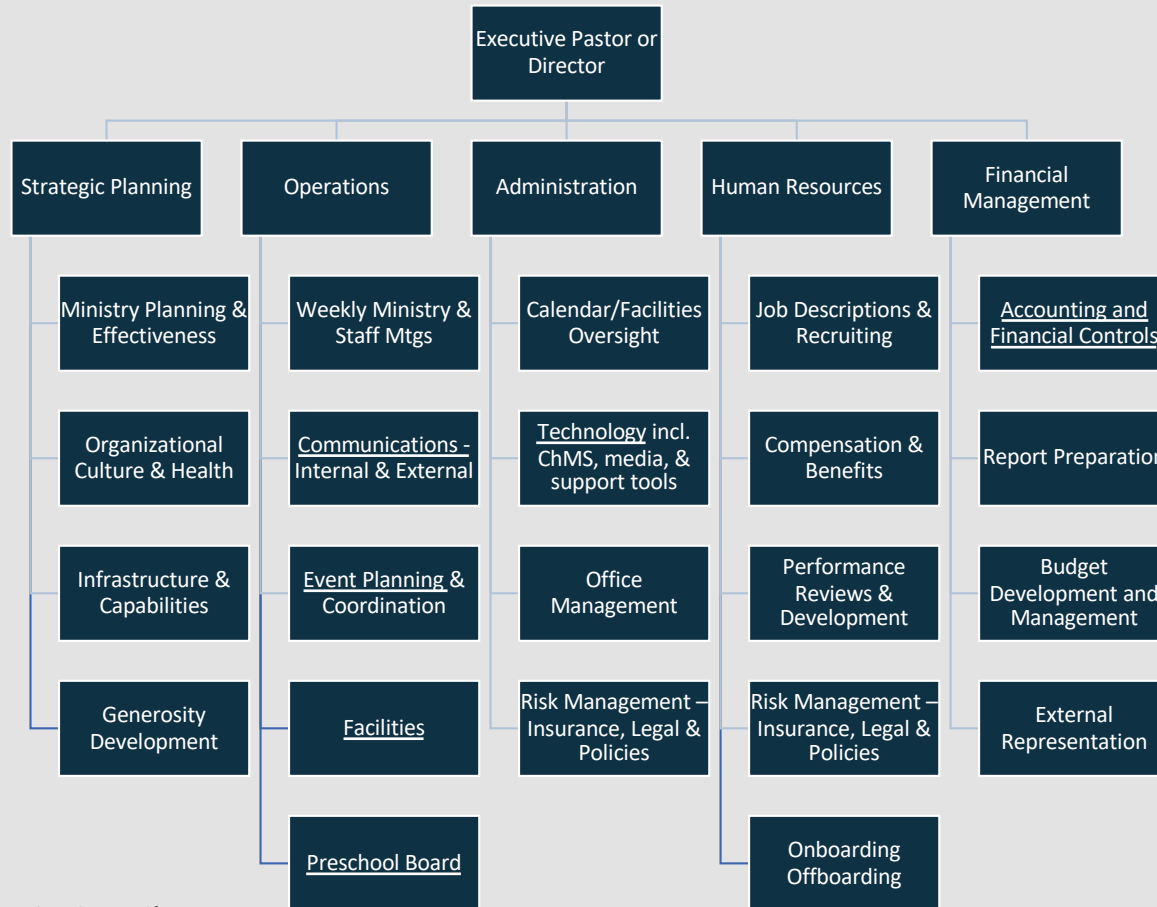 Executive Pastor or
Director
Strategic Planning
Operations
Administration
Human Resources
Financial
Management
Ministry Planning &
Effectiveness
Weekly Ministry &
Staff Mtgs
Calendar/Facilities
Oversight
Job Descriptions &
Recruiting
Accounting and
Financial Controls
Organizational
Culture & Health
Communications -
Internal & External
Technology incl.
ChMS, media, &
support tools
Compensation &
Benefits
Report Preparation
Infrastructure &
Capabilities
Event Planning &
Coordination
Office
Management
Performance
Reviews &
Development
Budget
Development and
Management
Generosity
Development
Facilities
Risk Management –
Insurance, Legal &
Policies
Risk Management –
Insurance, Legal &
Policies
External
Representation
Preschool Board
Onboarding
Offboarding